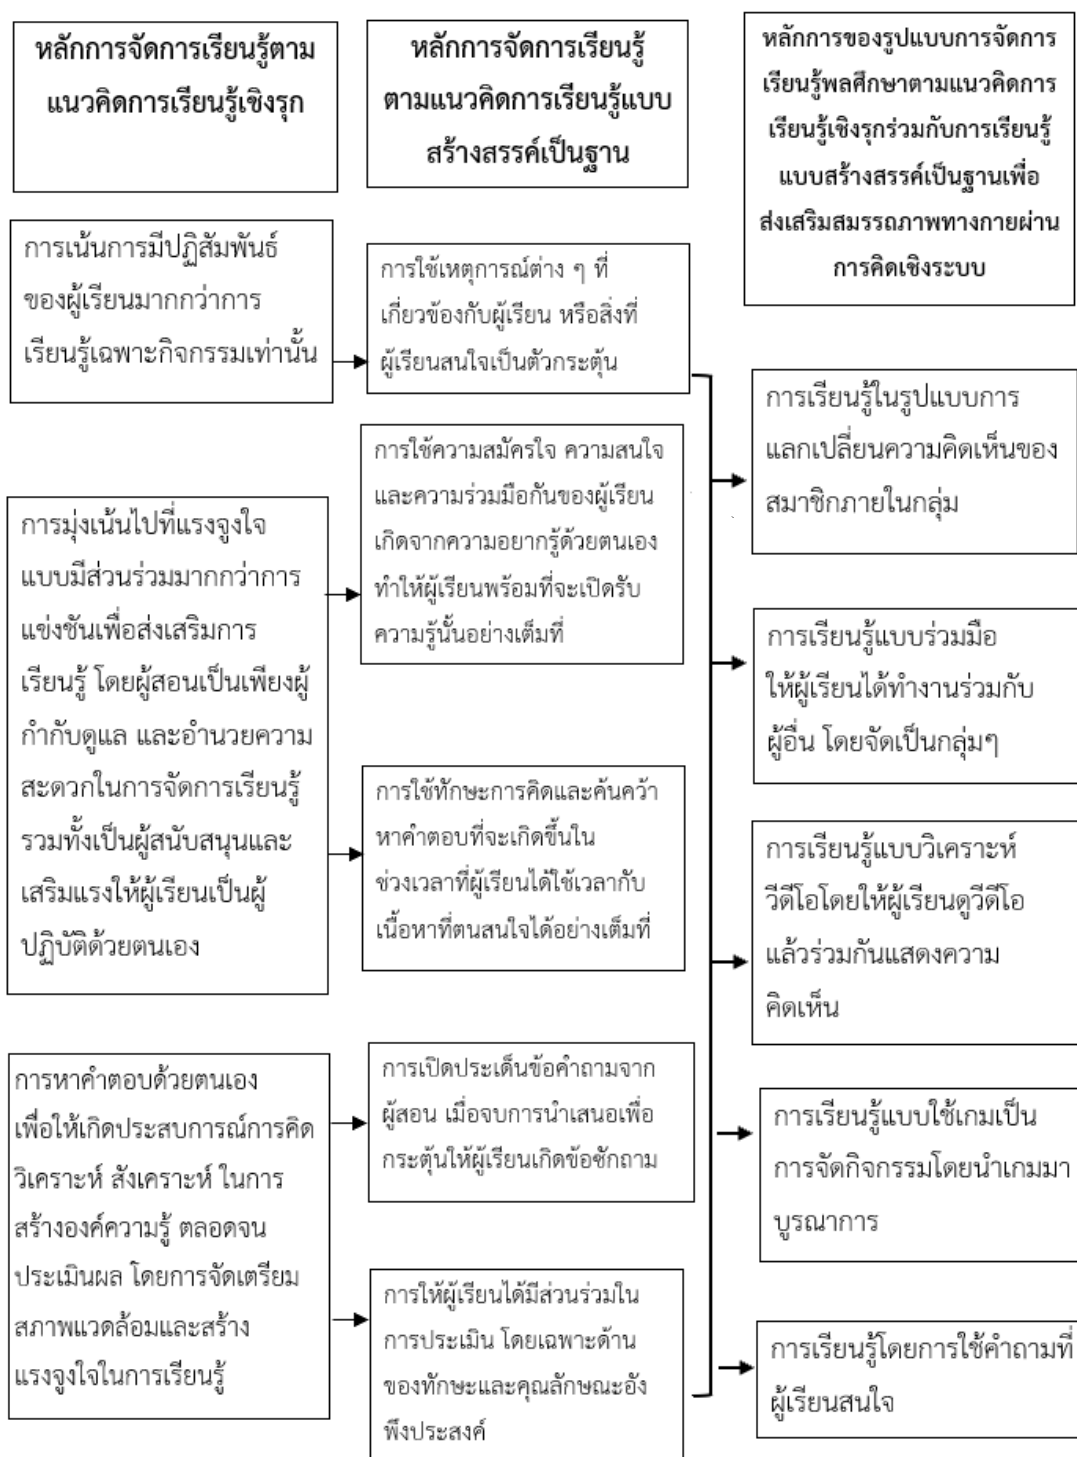 หลักการจัดการเรียนรู้ตาม
แนวคิดการเรียนรู้เชิงรุก
หลักการจัดการเรียนรู้
ตามแนวคิดการเรียนรู้แบบ
สร้างสรรค์เป็นฐาน
หลักการของรูปแบบการจัดการ
เรียนรู้พลศึกษาตามแนวคิดการ
เรียนรู้เชิงรุกร่วมกับการเรียนรู้
แบบสร้างสรรค์เป็นฐานเพื่อ
ส่งเสริมสมรรถภาพทางกายผ่าน
การคิดเชิงระบบ
การเน้นการมีปฏิสัมพันธ์
ของผู้เรียนมากกว่าการ
เรียนรู้เฉพาะกิจกรรมเท่านั้น
การมุ่งเน้นไปที่แรงจูงใจ
แบบมีส่วนร่วมมากกว่าการ
แข่งขันเพื่อส่งเสริมการ
เรียนรู้ โดยผู้สอนเป็นเพียงผู้
กำกับดูแล และอำนวยความ
สะดวกในการจัดการเรียนรู้
รวมทั้งเป็นผู้สนับสนุนและ
เสริมแรงให้ผู้เรียนเป็นผู้
ปฏิบัติด้วยตนเอง
การหาคำตอบด้วยตนเอง
เพื่อให้เกิดประสบการณ์การคิด
วิเคราะห์ สังเคราะห์ ในการ
สร้างองค์ความรู้ ตลอดจน
ประเมินผล โดยการจัดเตรียม
สภาพแวดล้อมและสร้าง
แรงจูงใจในการเรียนรู้
การใช้เหตุการณ์ต่าง ๆ ที่
เกี่ยวข้องกับผู้เรียน หรือสิ่งที่
ผู้เรียนสนใจเป็นตัวกระตุ้น
การใช้ความสมัครใจ ความสนใจ
และความร่วมมือกันของผู้เรียน
เกิดจากความอยากรู้ด้วยตนเอง
ทำให้ผู้เรียนพร้อมที่จะเปิดรับ
ความรู้นั้นอย่างเต็มที่
การใช้ทักษะการคิดและค้นคว้า
หาคำตอบที่จะเกิดขึ้นใน
ช่วงเวลาที่ผู้เรียนได้ใช้เวลากับ
เนื้อหาที่ตนสนใจได้อย่างเต็มที่
การเปิดประเด็นข้อคำถามจาก
ผู้สอน เมื่อจบการนำเสนอเพื่อ
กระตุ้นให้ผู้เรียนเกิดข้อซักถาม
การให้ผู้เรียนได้มีส่วนร่วมใน
การประเมิน โดยเฉพาะด้าน
ของทักษะและคุณลักษณะอัง
พึงประสงค์
การเรียนรู้ในรูปแบบการ
แลกเปลี่ยนความคิดเห็นของ
สมาชิกภายในกลุ่ม
การเรียนรู้แบบร่วมมือ
ให้ผู้เรียนได้ทำงานร่วมกับ
ผู้อื่น โดยจัดเป็นกลุ่มๆ
การเรียนรู้แบบวิเคราะห์
วีดีโอโดยให้ผู้เรียนดูวีดีโอ
แล้วร่วมกันแสดงความ
คิดเห็น
การเรียนรู้แบบใช้เกมเป็น
การจัดกิจกรรมโดยนำเกมมา
บูรณาการ
การเรียนรู้โดยการใช้คำถามที่
ผู้เรียนสนใจ